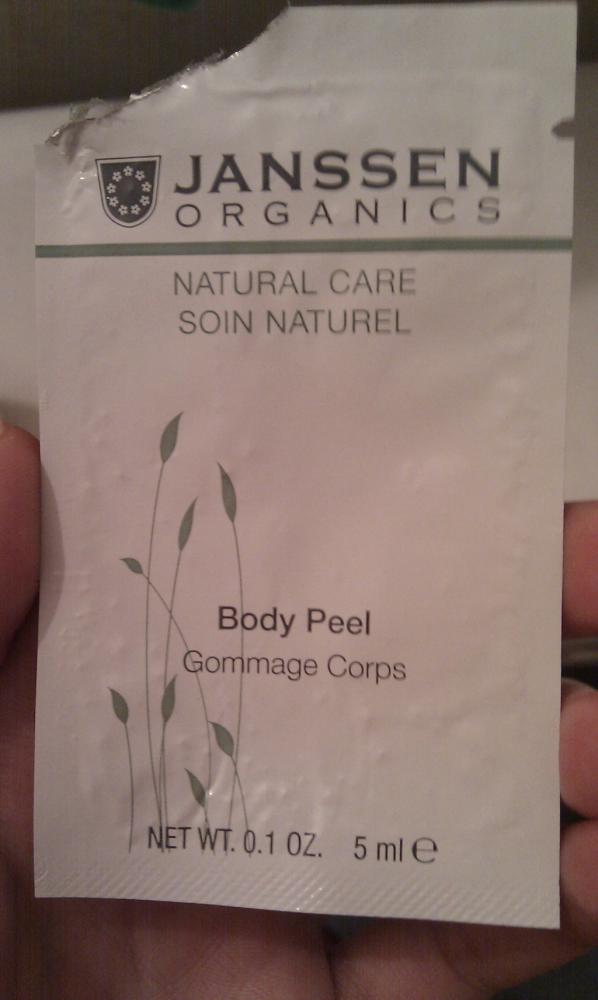 JANSSEN
ORGANICS
NATURAL CARE
SOIN NATUREL
Body Peel
Gommage Corps
NET WT. 0.1 OZ. 5 ml ℮